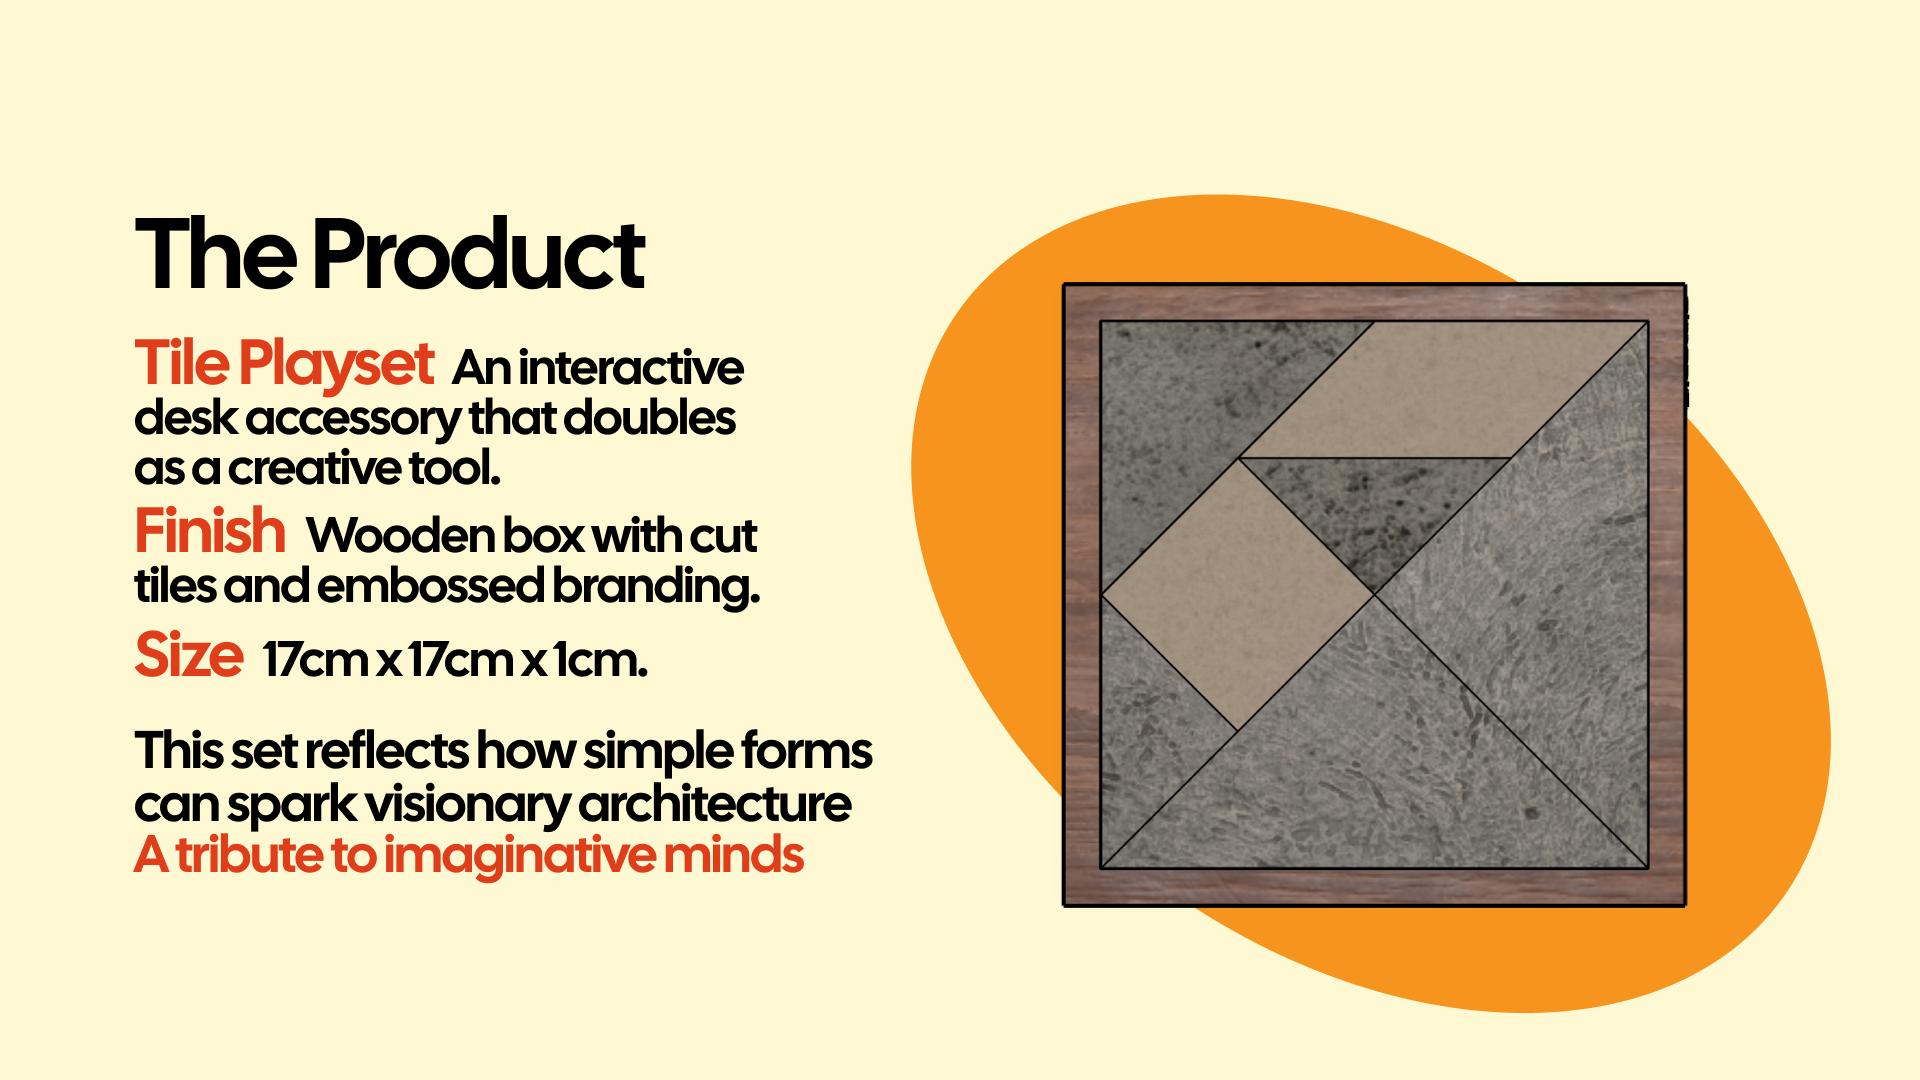 The Product
Tile Playset An interactive
desk accessory that doubles
as a creative tool.
Finish Wooden box with cut
tiles and embossed branding.
Size 17cm x 17cm x 1cm.
This set reflects how simple forms
can spark visionary architecture
A tribute to imaginative minds